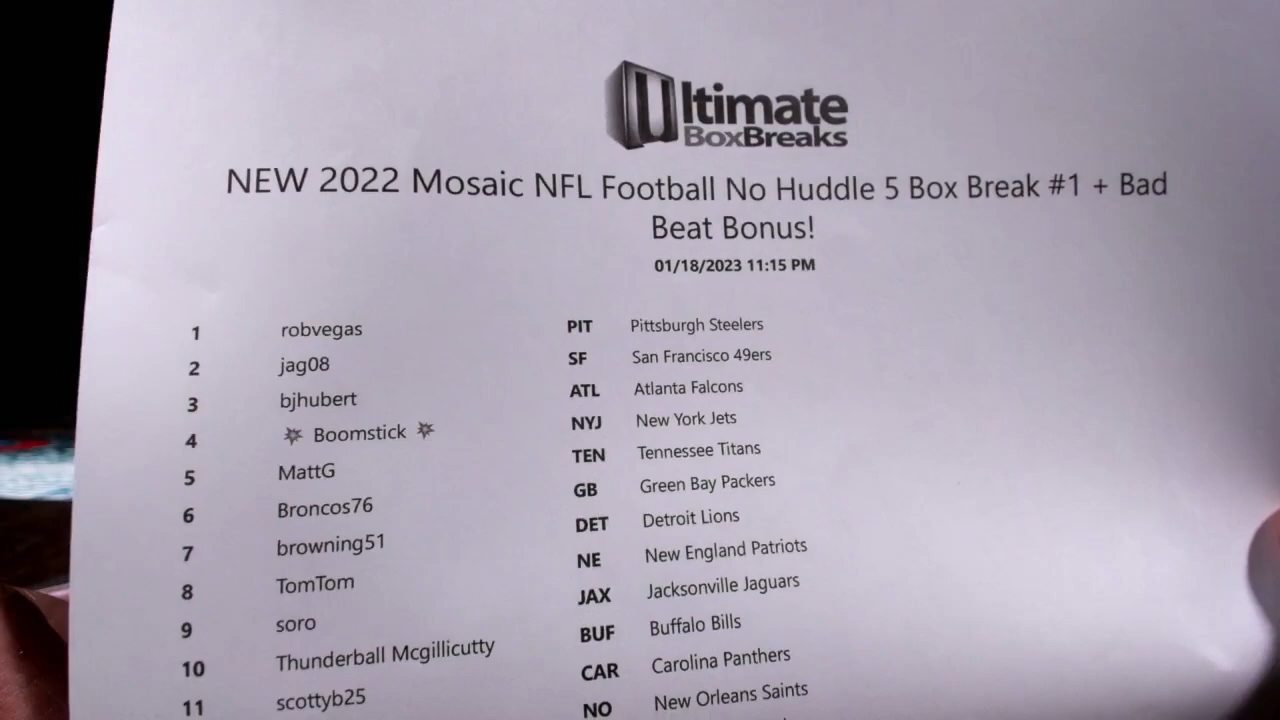 Ultimate
BoxBreaks
NEW 2022 Mosaic NFL Football No Huddle 5 Box Break #1 + Bad
Beat Bonus!
01/18/2023 11:15 PM
1 robvegas PIT Pittsburgh Steelers
2 jag08 SF San Francisco 49ers
3 bjhubert ATL Atlanta Falcons
4 Boomstick NYJ New York Jets
5 MattG TEN Tennessee Titans
6 Broncos76 GB Green Bay Packers
7 browning51 DET Detroit Lions
8 TomTom NE New England Patriots
9 soro JAX Jacksonville Jaguars
10 Thunderball Mcgillicutty BUF Buffalo Bills
11 scottyb25 CAR Carolina Panthers
NO New Orleans Saints